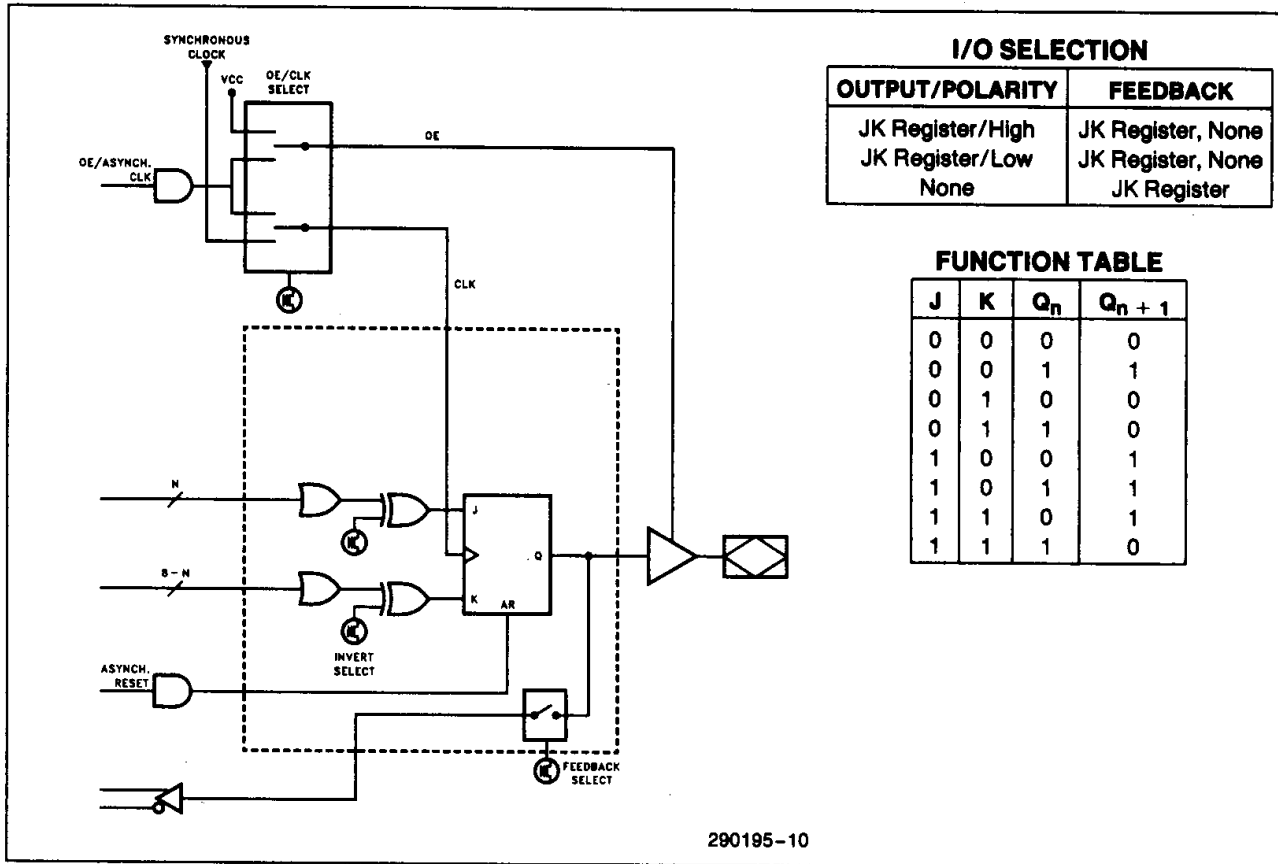 SYNCHRONOUS
CLOCK
VCC
OE/CLK
SELECT
OE
OE/ASYNCH.
CLK
CLK
N
8-N
J
K
Q
AR
INVERT
SELECT
ASYNCH.
RESET
FEEDBACK
SELECT
I/O SELECTION
OUTPUT/POLARITY FEEDBACK
JK Register/High JK Register, None
JK Register/Low JK Register, None
None JK Register
FUNCTION TABLE
J K Qn Qn + 1
0 0 0 0
0 0 1 1
0 1 0 0
0 1 1 0
1 0 0 1
1 0 1 1
1 1 0 1
1 1 1 0
290195-10